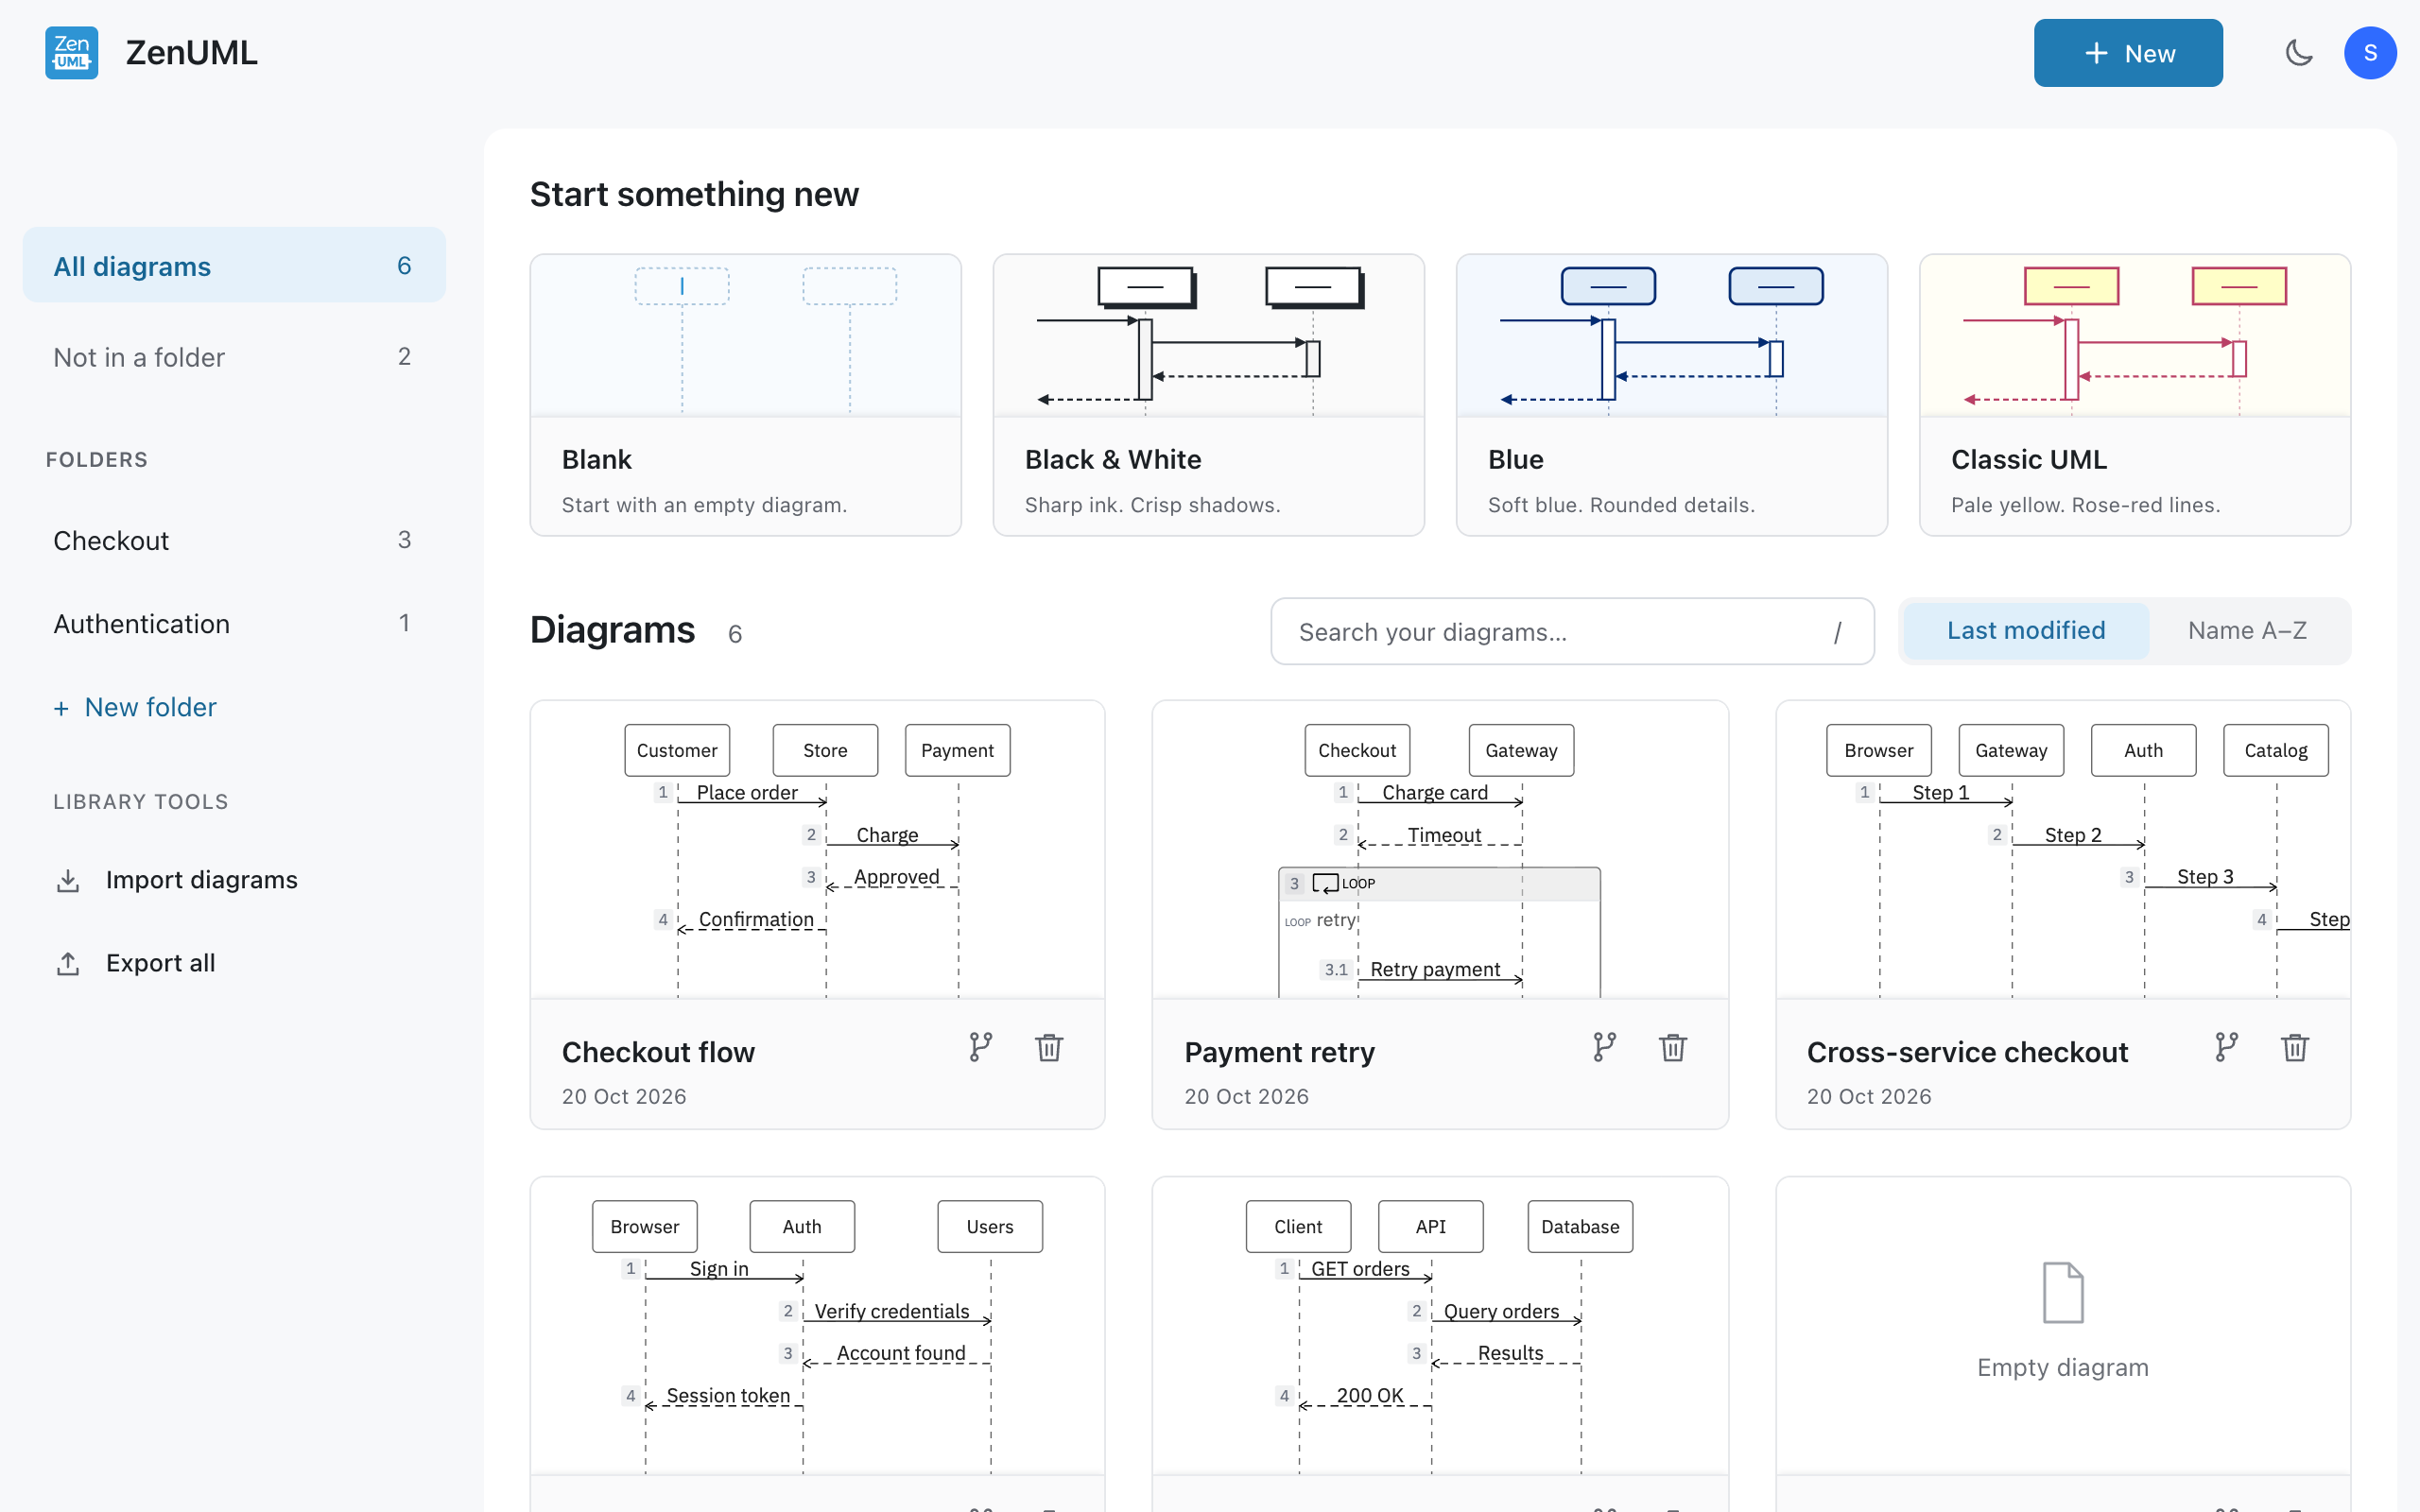 Zen
UML
ZenUML
+ New
S
All diagrams 6
Not in a folder 2
FOLDERS
Checkout 3
Authentication 1
+ New folder
LIBRARY TOOLS
Import diagrams
Export all
Start something new
Blank
Start with an empty diagram.
Black & White
Sharp ink. Crisp shadows.
Blue
Soft blue. Rounded details.
Classic UML
Pale yellow. Rose-red lines.
Diagrams 6
Search your diagrams... /
Last modified
Name A–Z
Customer Store Payment
1 Place order
2 Charge
3 Approved
4 Confirmation
Checkout flow
20 Oct 2026
Checkout Gateway
1 Charge card
2 Timeout
3 LOOP
LOOP retry
3.1 Retry payment
Payment retry
20 Oct 2026
Browser Gateway Auth Catalog
1 Step 1
2 Step 2
3 Step 3
4 Step
Cross-service checkout
20 Oct 2026
Browser Auth Users
1 Sign in
2 Verify credentials
3 Account found
4 Session token
Client API Database
1 GET orders
2 Query orders
3 Results
4 200 OK
Empty diagram